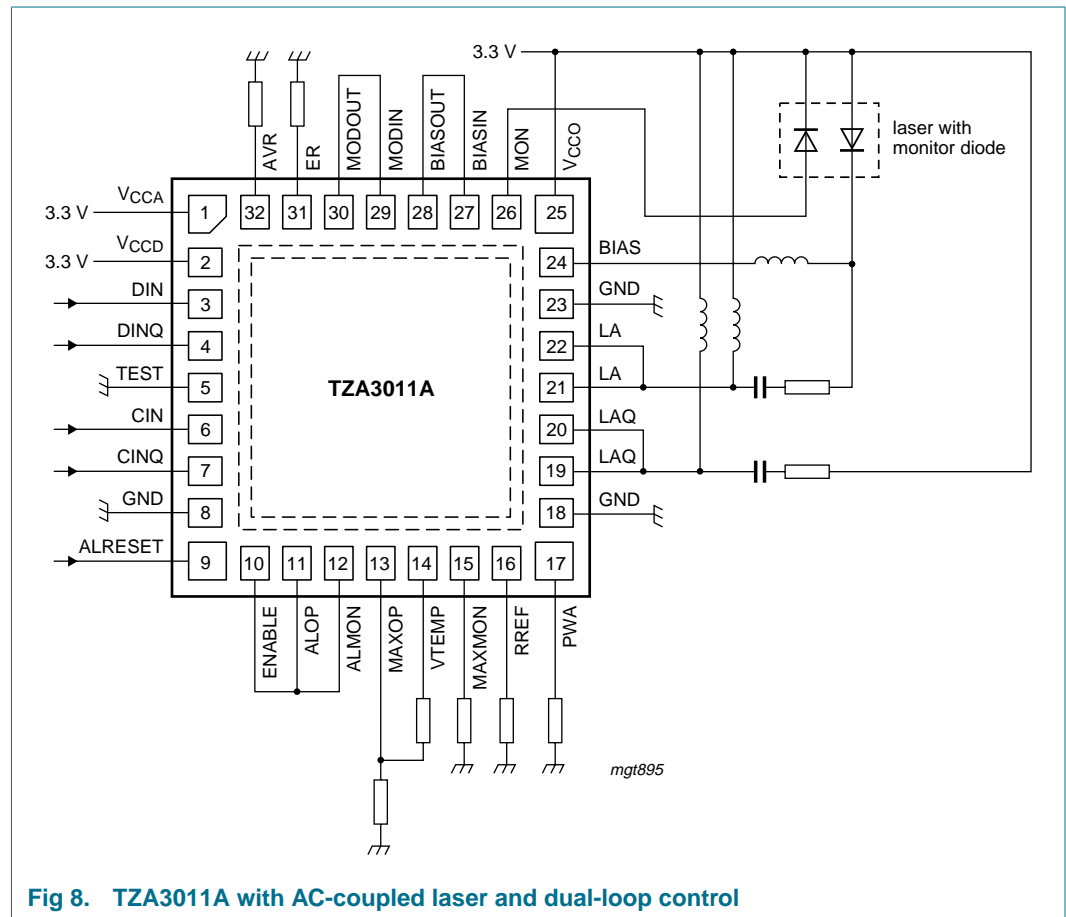 3.3 V
AVR
ER
MODOUT
MODIN
BIASOUT
BIASIN
MON
VCCO
laser with
monitor diode
3.3 V
VCCA
1
32
31
30
29
28
27
26
25
3.3 V
VCCD
2
24
BIAS
DIN
3
23
GND
DINQ
4
22
LA
TEST
5
TZA3011A
21
LA
CIN
6
20
LAQ
CINQ
7
19
LAQ
GND
8
18
GND
ALRESET
9
10
11
12
13
14
15
16
17
ENABLE
ALOP
ALMON
MAXOP
VTEMP
MAXMON
RREF
PWA
mgt895
Fig 8. TZA3011A with AC-coupled laser and dual-loop control